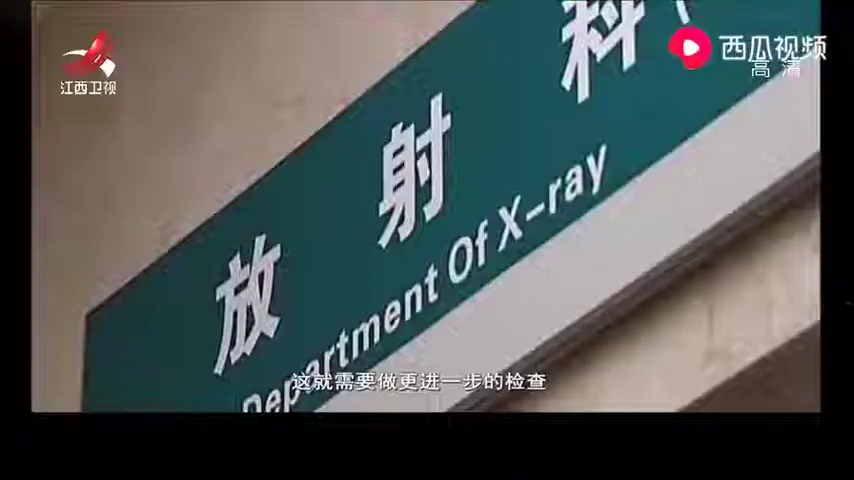 江西卫视
西瓜视频
高清
放射科
Department Of X-ray
这就需要做更进一步的检查